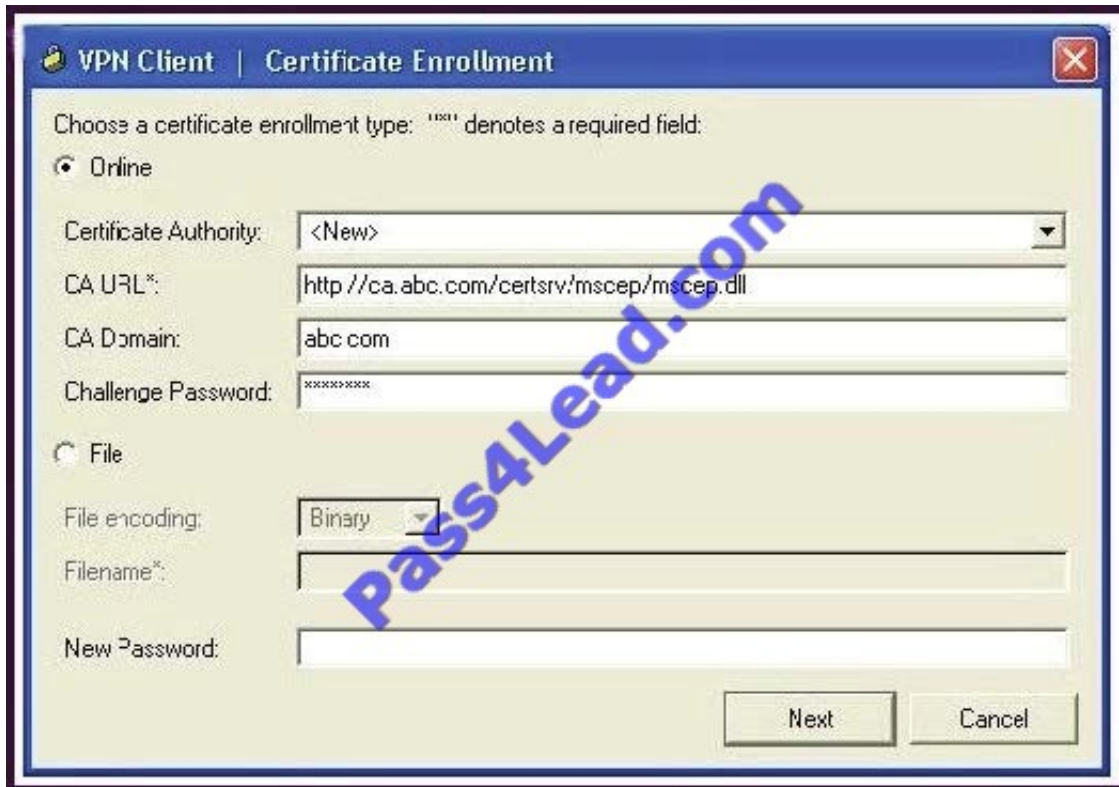 VPN Client | Certificate Enrollment
Choose a certificate enrollment type: "*" denotes a required field:
Online
Certificate Authority: <New>
CA URL*: http://ca.abc.com/certsrv/mscep/mscep.dll
CA Domain: abc.com
Challenge Password: ********
File
File encoding: Binary
Filename*:
New Password:
Next Cancel
Pass4Lead.com